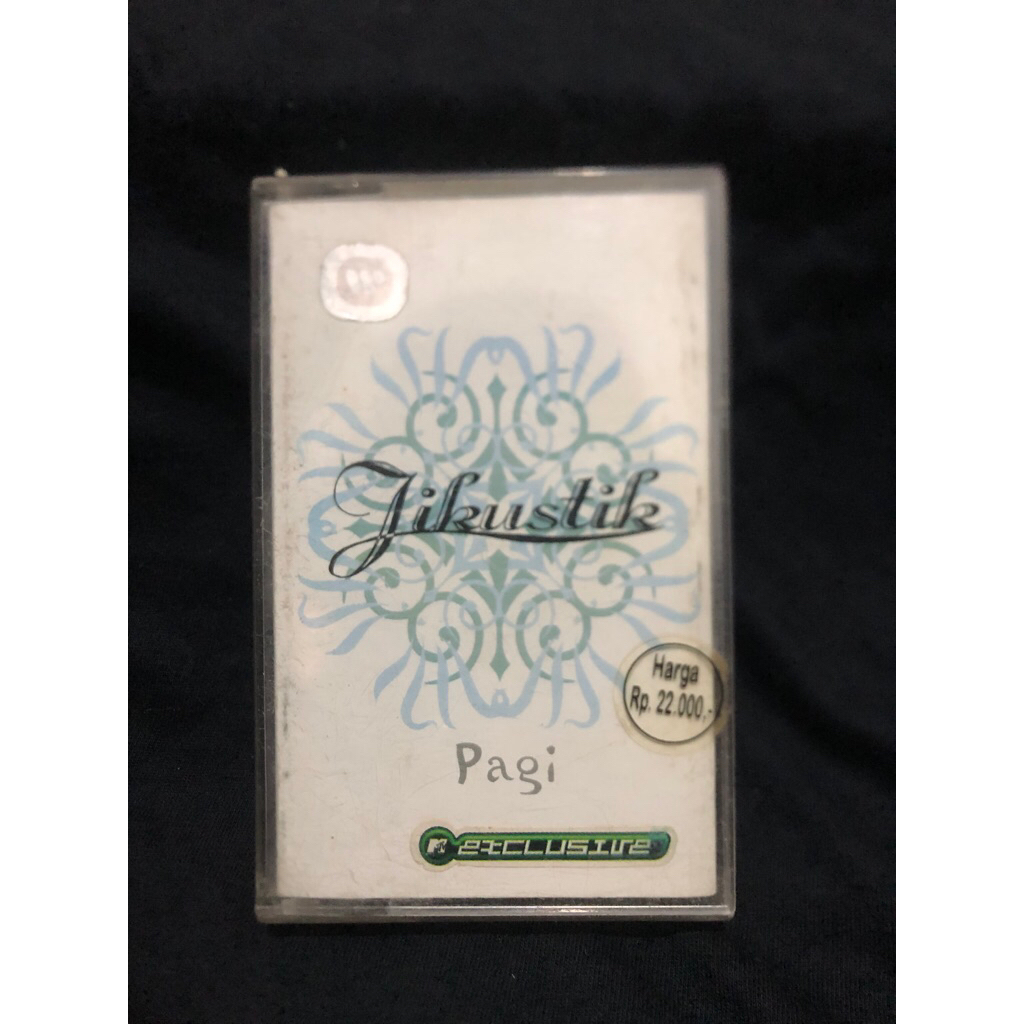 Jikustik
Harga
Rp. 22.000,-
Pagi
exclusive